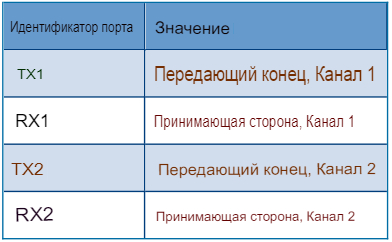 Идентификатор порта Значение
TX1 Передающий конец, Канал 1
RX1 Принимающая сторона, Канал 1
TX2 Передающий конец, Канал 2
RX2 Принимающая сторона, Канал 2